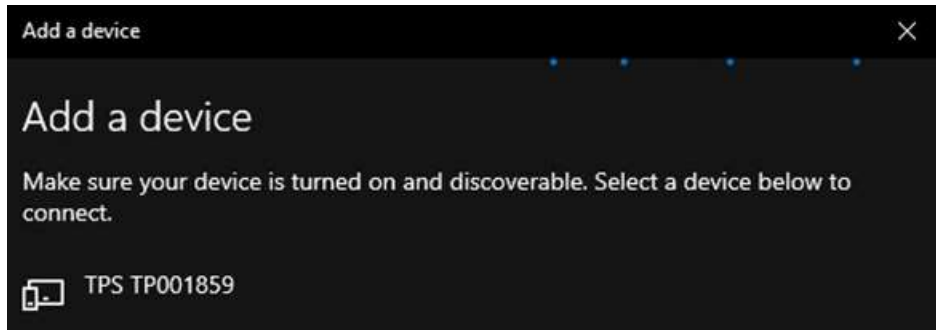 Add a device
Add a device
Make sure your device is turned on and discoverable. Select a device below to
connect.
TPS TP001859